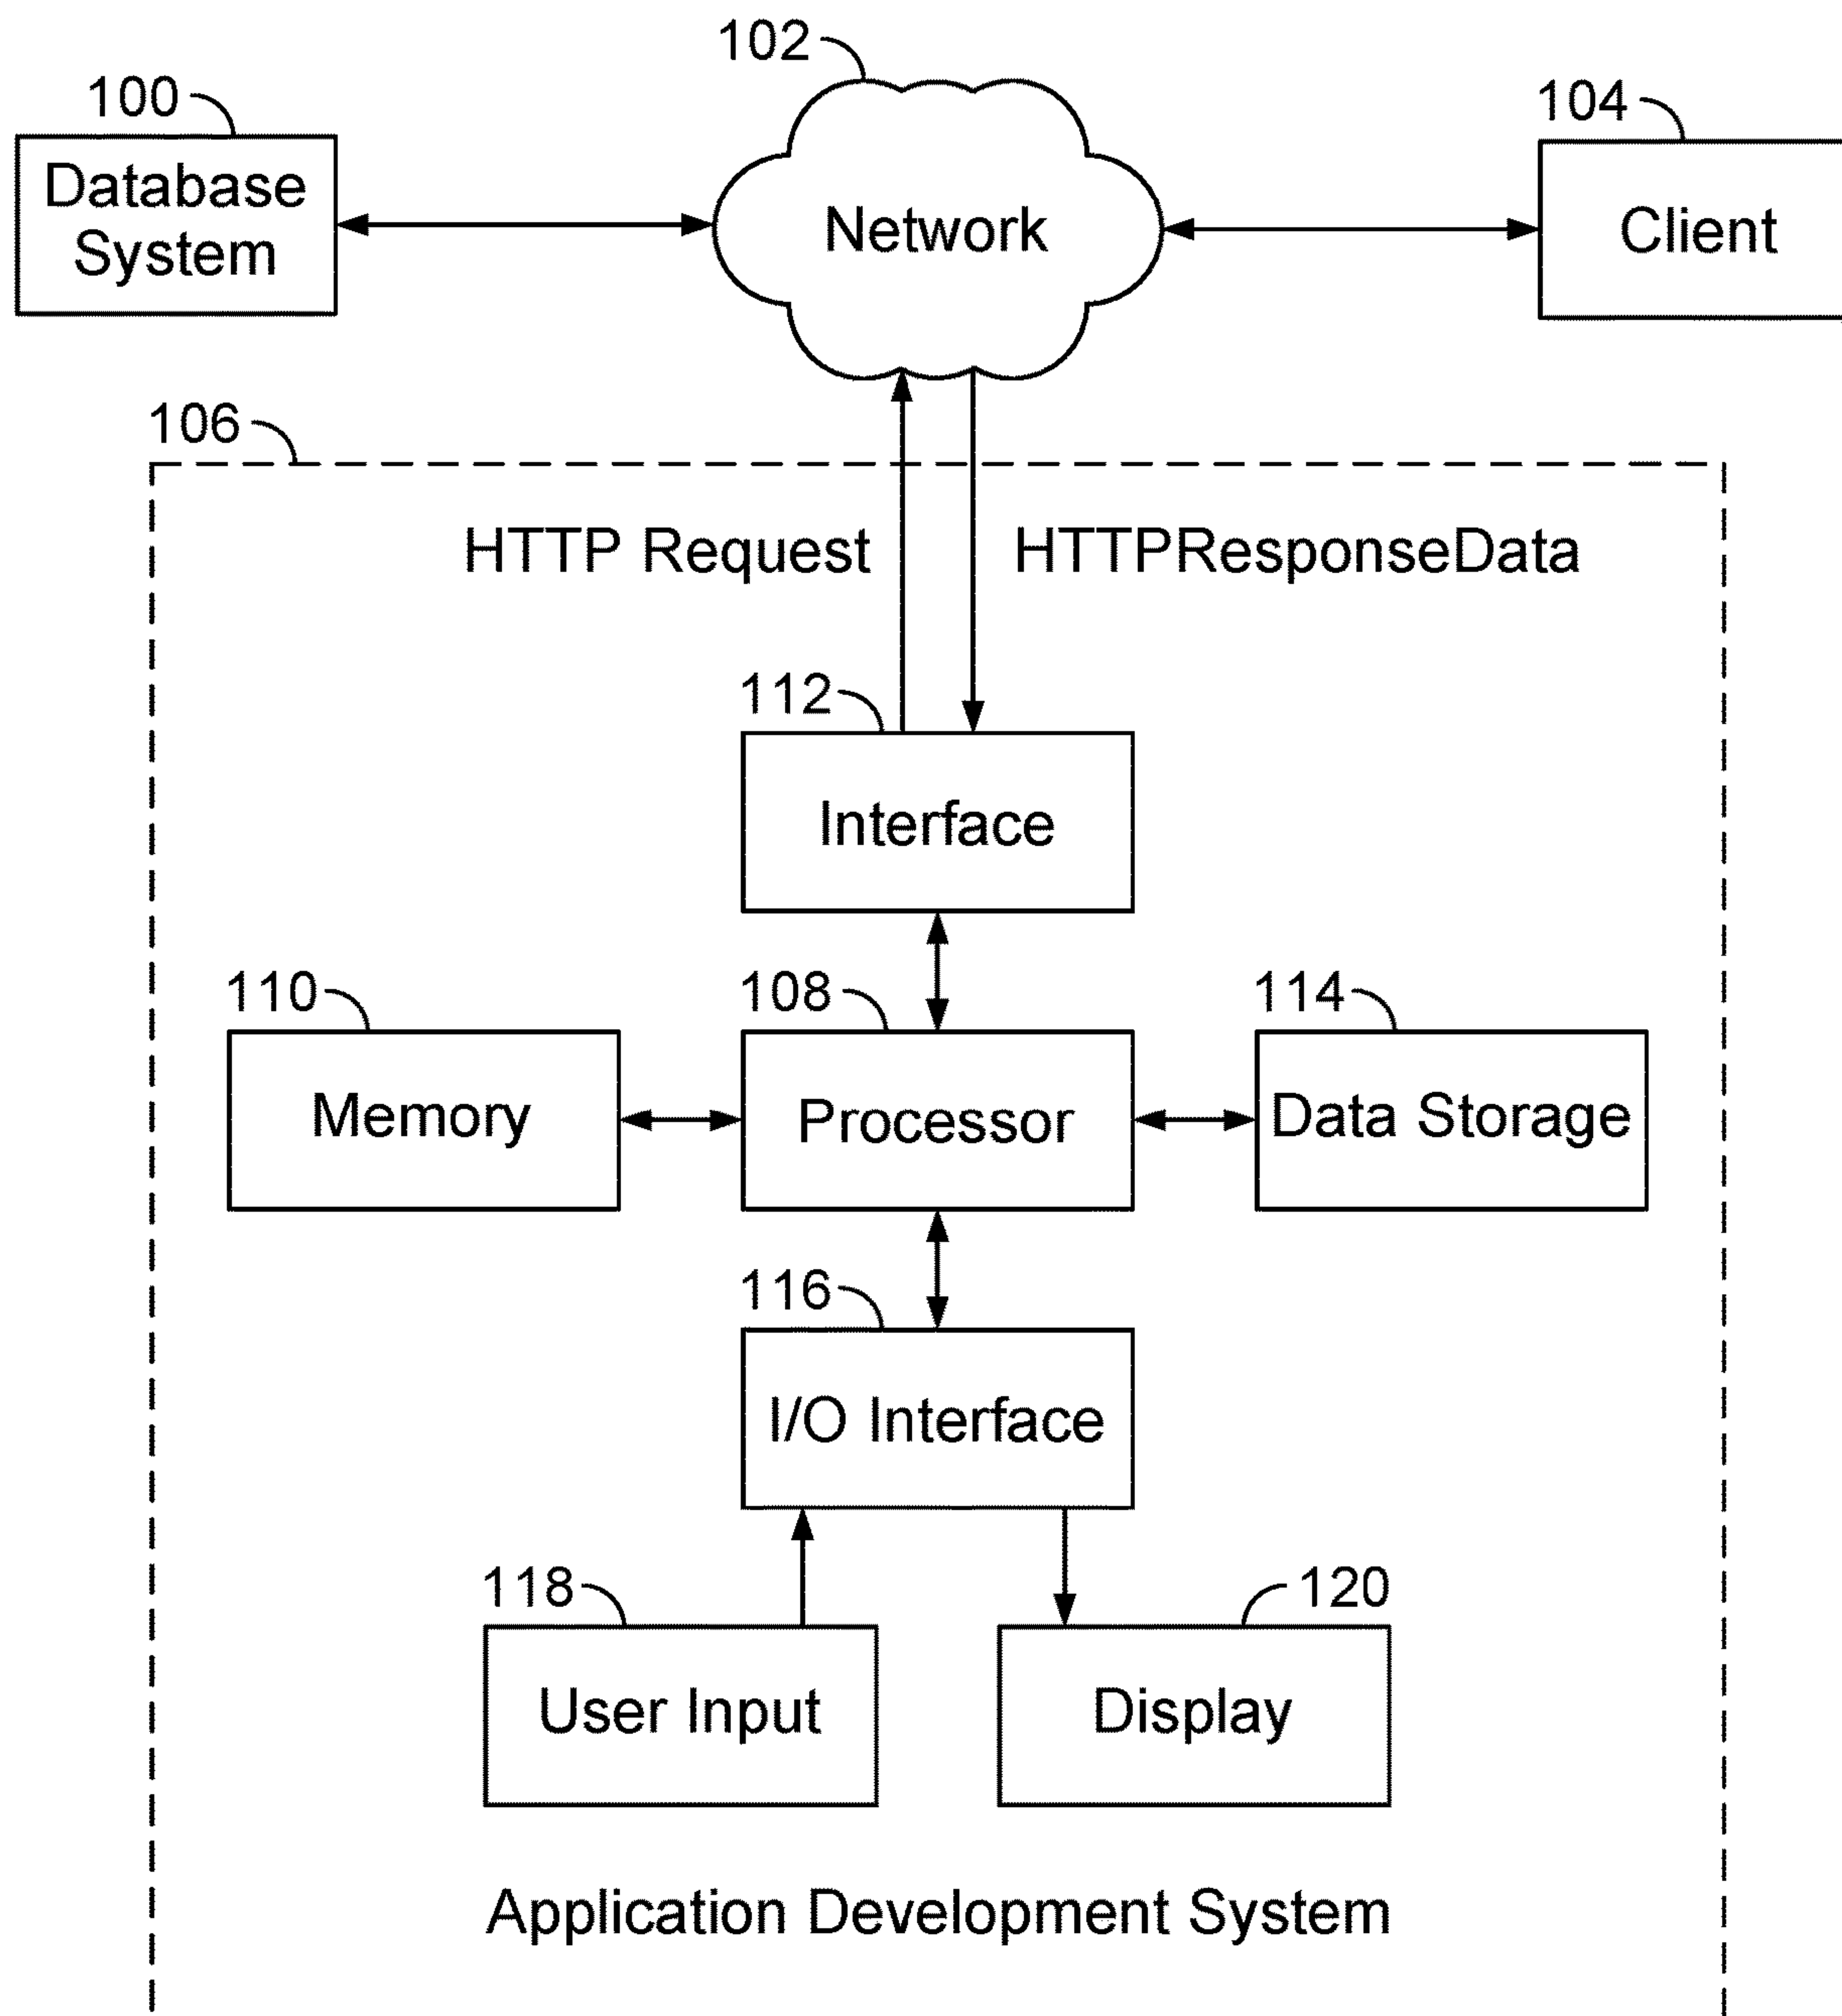 102
100
104
Database
System
Network
Client
106
HTTP Request
HTTPResponseData
112
Interface
110
108
114
Memory
Processor
Data Storage
116
I/O Interface
118
120
User Input
Display
Application Development System